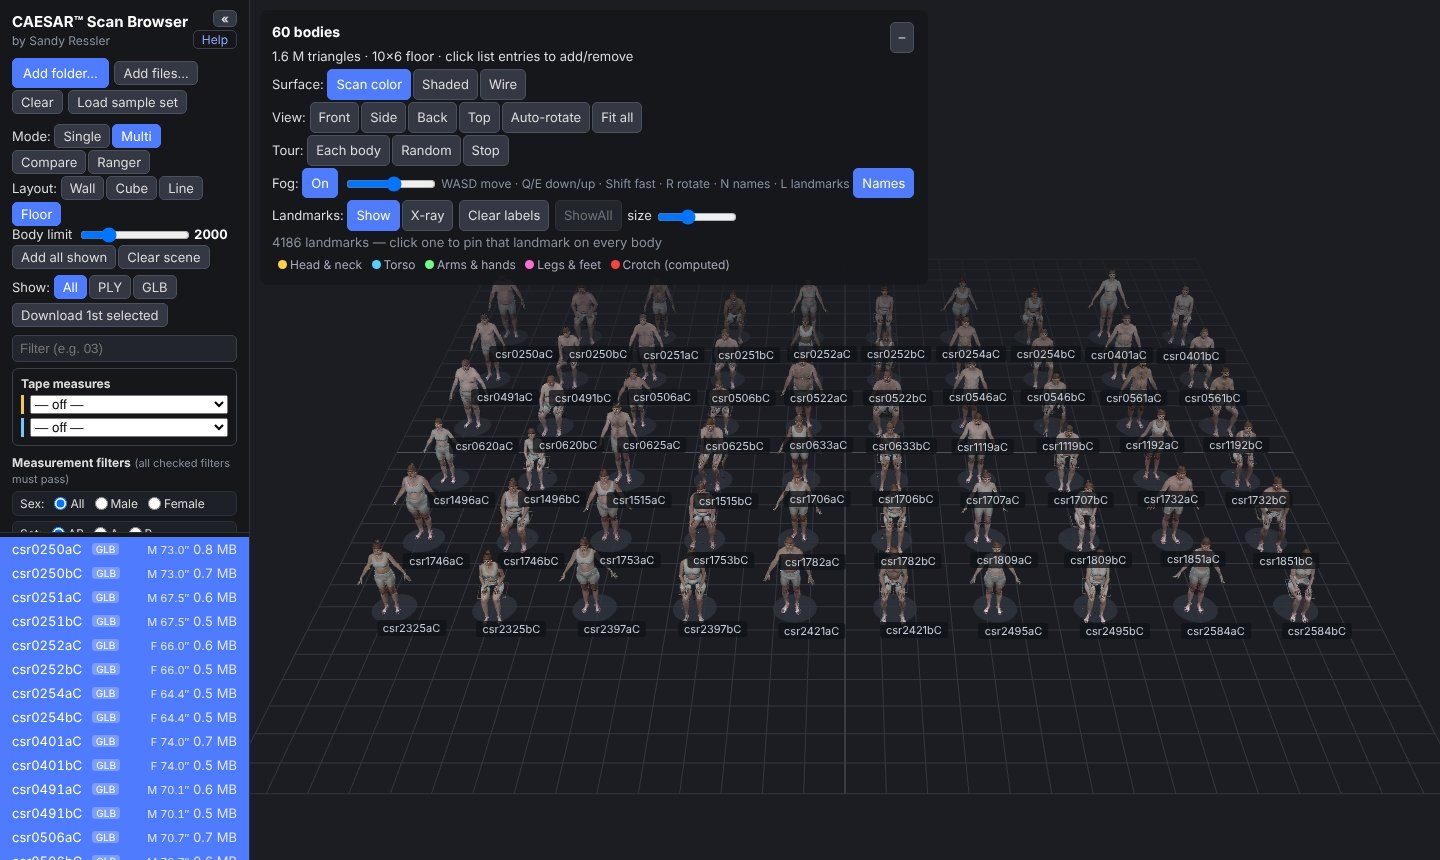 CAESAR™ Scan Browser «
by Sandy Ressler Help
Add folder... Add files...
Clear Load sample set
Mode: Single Multi
Compare Ranger
Layout: Wall Cube Line
Floor
Body limit 2000
Add all shown Clear scene
Show: All PLY GLB
Download 1st selected
Filter (e.g. 03)
Tape measures
— off —
— off —
Measurement filters (all checked filters
must pass)
Sex: All Male Female
csr0250aC GLB M 73.0" 0.8 MB
csr0250bC GLB M 73.0" 0.7 MB
csr0251aC GLB M 67.5" 0.6 MB
csr0251bC GLB M 67.5" 0.5 MB
csr0252aC GLB F 66.0" 0.6 MB
csr0252bC GLB F 66.0" 0.5 MB
csr0254aC GLB F 64.4" 0.5 MB
csr0254bC GLB F 64.4" 0.5 MB
csr0401aC GLB F 74.0" 0.7 MB
csr0401bC GLB F 74.0" 0.5 MB
csr0491aC GLB M 70.1" 0.6 MB
csr0491bC GLB M 70.1" 0.5 MB
csr0506aC GLB M 70.7" 0.7 MB
60 bodies –
1.6 M triangles · 10×6 floor · click list entries to add/remove
Surface: Scan color Shaded Wire
View: Front Side Back Top Auto-rotate Fit all
Tour: Each body Random Stop
Fog: On WASD move · Q/E down/up · Shift fast · R rotate · N names · L landmarks Names
Landmarks: Show X-ray Clear labels ShowAll size
4186 landmarks — click one to pin that landmark on every body
Head & neck Torso Arms & hands Legs & feet Crotch (computed)
csr0250aC csr0250bC csr0251aC csr0251bC csr0252aC csr0252bC csr0254aC csr0254bC csr0401aC csr0401bC
csr0491aC csr0491bC csr0506aC csr0506bC csr0522aC csr0522bC csr0546aC csr0546bC csr0561aC csr0561bC
csr0620aC csr0620bC csr0625aC csr0625bC csr0633aC csr0633bC csr1119aC csr1119bC csr1192aC csr1192bC
csr1496aC csr1496bC csr1515aC csr1515bC csr1706aC csr1706bC csr1707aC csr1707bC csr1732aC csr1732bC
csr1746aC csr1746bC csr1753aC csr1753bC csr1782aC csr1782bC csr1809aC csr1809bC csr1851aC csr1851bC
csr2325aC csr2325bC csr2397aC csr2397bC csr2421aC csr2421bC csr2495aC csr2495bC csr2584aC csr2584bC